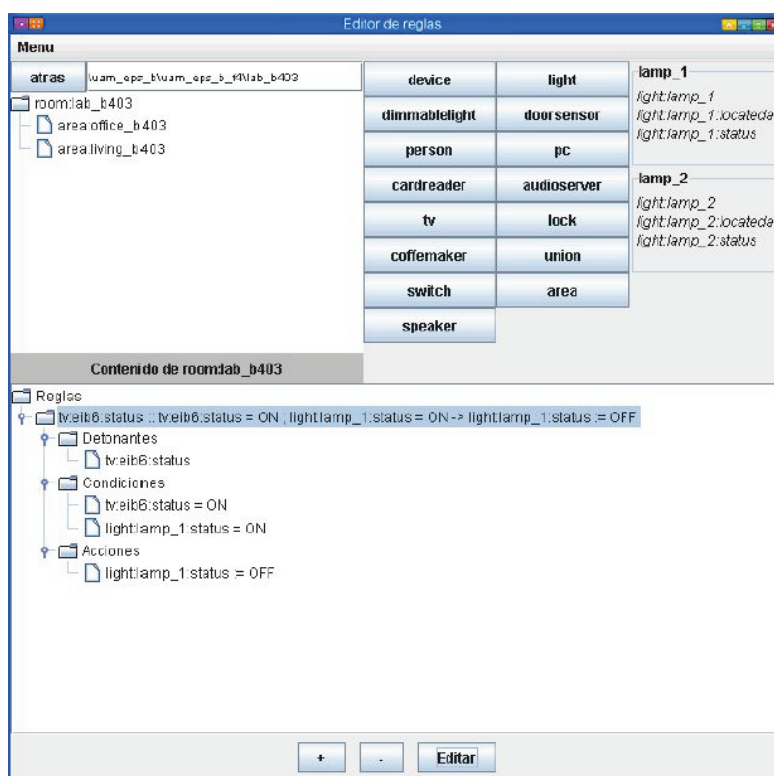 Editor de reglas
Menu
atras
\uam_eps_b\uam_eps_b_f4\lab_b403
room:lab_b403
area:office_b403
area:living_b403
Contenido de room:lab_b403
device
light
dimmablelight
doorsensor
person
pc
cardreader
audioserver
tv
lock
coffemaker
union
switch
area
speaker
lamp_1
light:lamp_1
light:lamp_1:locateda
light:lamp_1:status
lamp_2
light:lamp_2
light:lamp_2:locateda
light:lamp_2:status
Reglas
tv:eib6:status :: tv:eib6:status = ON ; light:lamp_1:status = ON -> light:lamp_1:status := OFF
Detonantes
tv:eib6:status
Condiciones
tv:eib6:status = ON
light:lamp_1:status = ON
Acciones
light:lamp_1:status := OFF
+
-
Editar